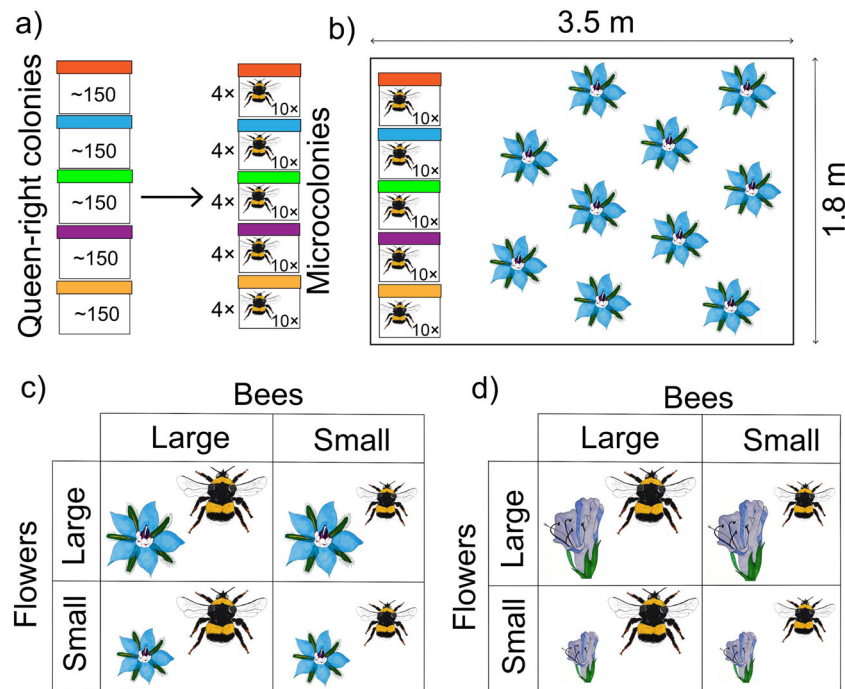 a)
Queen-right colonies
~150
~150
~150
~150
~150
4×
10×
4×
10×
4×
10×
4×
10×
4×
10×
Microcolonies
b)
3.5 m
10×
10×
10×
10×
10×
1.8 m
c)
Bees
Large
Small
Flowers
Large
Small
d)
Bees
Large
Small
Flowers
Large
Small